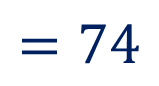 = 74